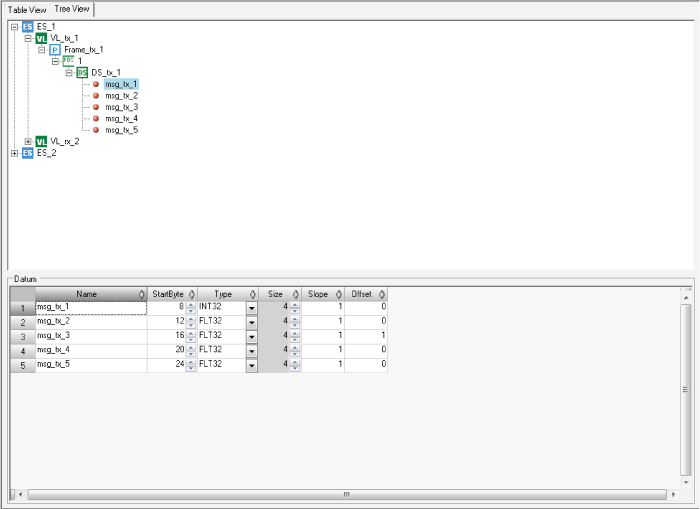 Table View Tree View
ES ES_1
VL VL_tx_1
P Frame_tx_1
FDS 1
DS DS_tx_1
msg_tx_1
msg_tx_2
msg_tx_3
msg_tx_4
msg_tx_5
VL VL_rx_2
ES ES_2
Datum
Name StartByte Type Size Slope Offset
1 msg_tx_1 8 INT32 4 1 0
2 msg_tx_2 12 FLT32 4 1 0
3 msg_tx_3 16 FLT32 4 1 1
4 msg_tx_4 20 FLT32 4 1 0
5 msg_tx_5 24 FLT32 4 1 0